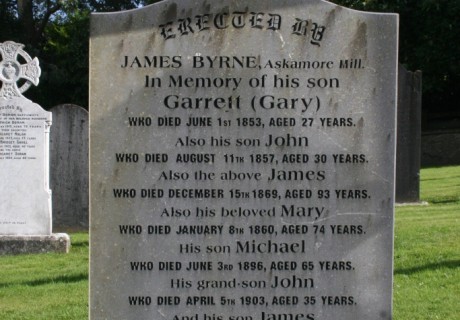 ERECTED BY
JAMES BYRNE, Askamore Mill.
In Memory of his son
Garrett (Gary)
WHO DIED JUNE 1ST 1853, AGED 27 YEARS.
Also his son John
WHO DIED AUGUST 11TH 1857, AGED 30 YEARS.
Also the above James
WHO DIED DECEMBER 15TH 1869, AGED 93 YEARS.
Also his beloved Mary
WHO DIED JANUARY 8TH 1860, AGED 74 YEARS.
His son Michael
WHO DIED JUNE 3RD 1896, AGED 65 YEARS.
His grand-son John
WHO DIED APRIL 5TH 1903, AGED 35 YEARS.
And his son James